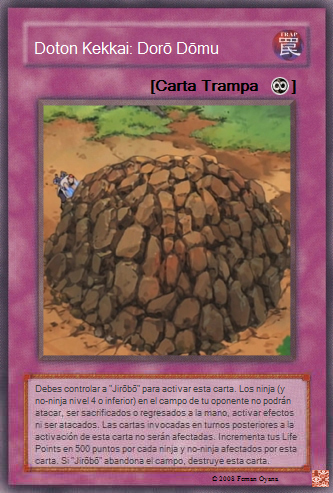 Doton Kekkai: Dorō Dōmu
TRAP
罠
[Carta Trampa ]
Debes controlar a "Jirōbō" para activar esta carta. Los ninja (y
no-ninja nivel 4 o inferior) en el campo de tu oponente no podrán
atacar, ser sacrificados o regresados a la mano, activar efectos
ni ser atacados. Las cartas invocadas en turnos posteriores a la
activación de esta carta no serán afectadas. Incrementa tus Life
Points en 500 puntos por cada ninja y no-ninja afectados por esta
carta. Si "Jirōbō" abandona el campo, destruye esta carta.